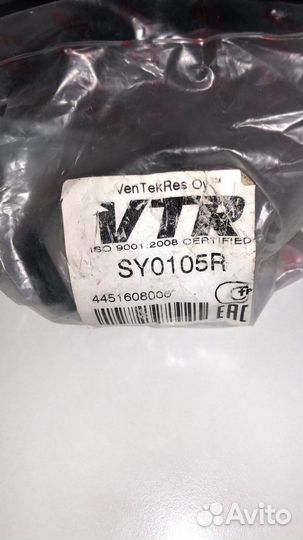 VenTekRes Oy
VTR
ISO 9001:2008 CERTIFIED
SY0105R
4451608000
EAC
Avito